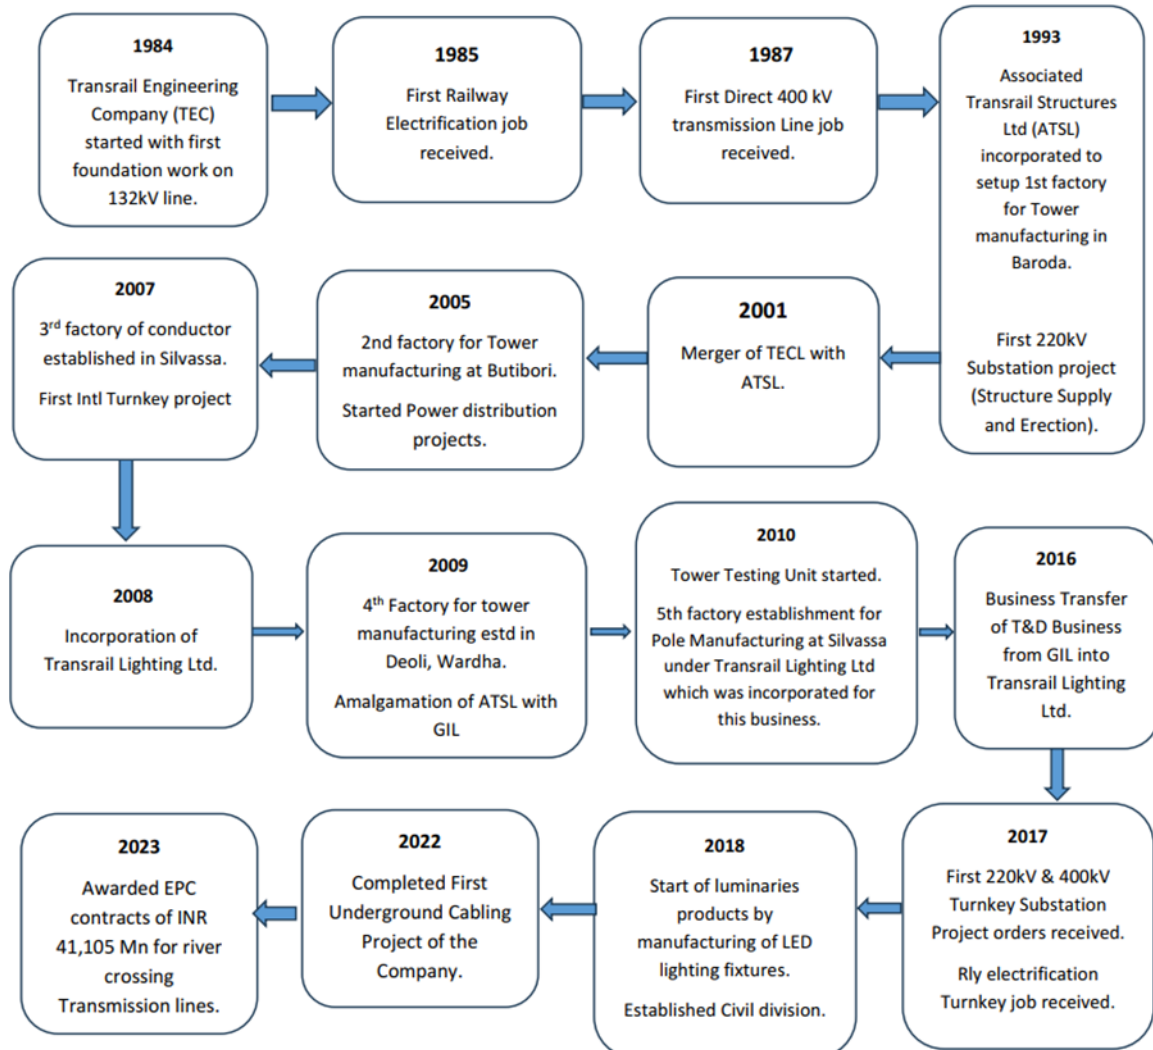 1984
Transrail Engineering
Company (TEC)
started with first
foundation work on
132kV line.
1985
First Railway
Electrification job
received.
1987
First Direct 400 kV
transmission Line job
received.
1993
Associated
Transrail Structures
Ltd (ATSL)
incorporated to
setup 1st factory
for Tower
manufacturing in
Baroda.
First 220kV
Substation project
(Structure Supply
and Erection).
2001
Merger of TECL with
ATSL.
2005
2nd factory for Tower
manufacturing at Butibori.
Started Power distribution
projects.
2007
3rd factory of conductor
established in Silvassa.
First Intl Turnkey project
2008
Incorporation of
Transrail Lighting Ltd.
2009
4th Factory for tower
manufacturing estd in
Deoli, Wardha.
Amalgamation of ATSL with
GIL
2010
Tower Testing Unit started.
5th factory establishment for
Pole Manufacturing at Silvassa
under Transrail Lighting Ltd
which was incorporated for
this business.
2016
Business Transfer
of T&D Business
from GIL into
Transrail Lighting
Ltd.
2017
First 220kV & 400kV
Turnkey Substation
Project orders received.
Rly electrification
Turnkey job received.
2018
Start of luminaries
products by
manufacturing of LED
lighting fixtures.
Established Civil division.
2022
Completed First
Underground Cabling
Project of the
Company.
2023
Awarded EPC
contracts of INR
41,105 Mn for river
crossing
Transmission lines.